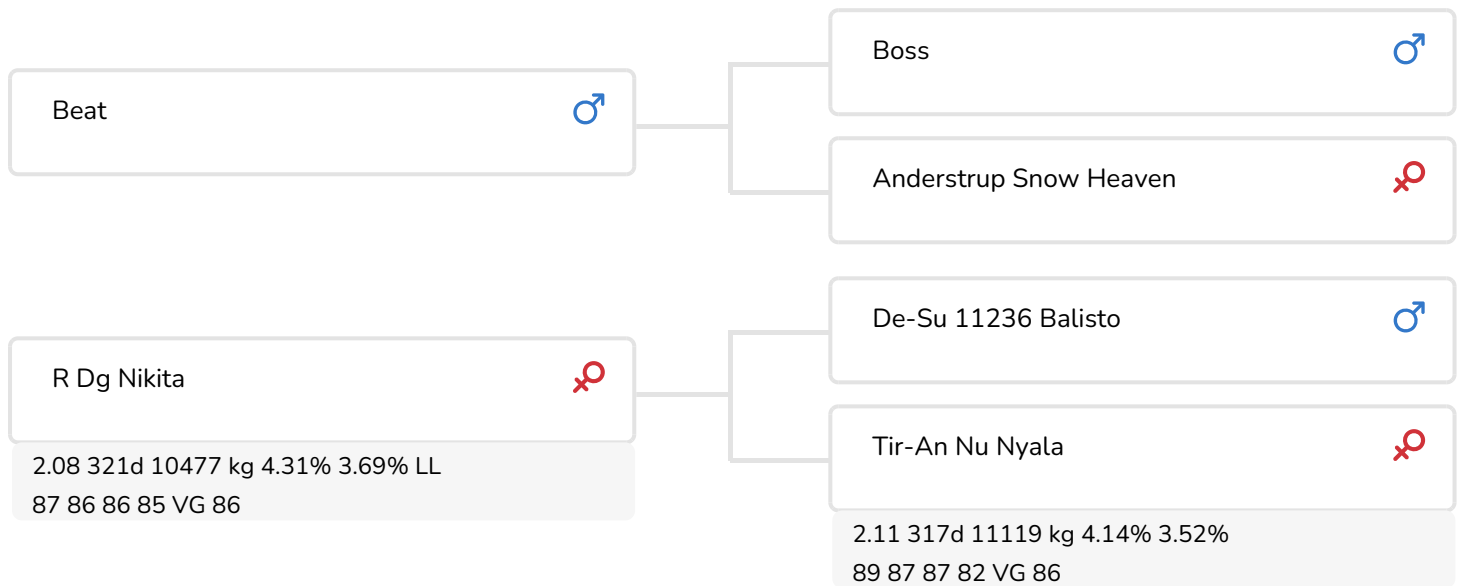 Beat
Boss
Anderstrup Snow Heaven
R Dg Nikita
2.08 321d 10477 kg 4.31% 3.69% LL
87 86 86 85 VG 86
De-Su 11236 Balisto
Tir-An Nu Nyala
2.11 317d 11119 kg 4.14% 3.52%
89 87 87 82 VG 86